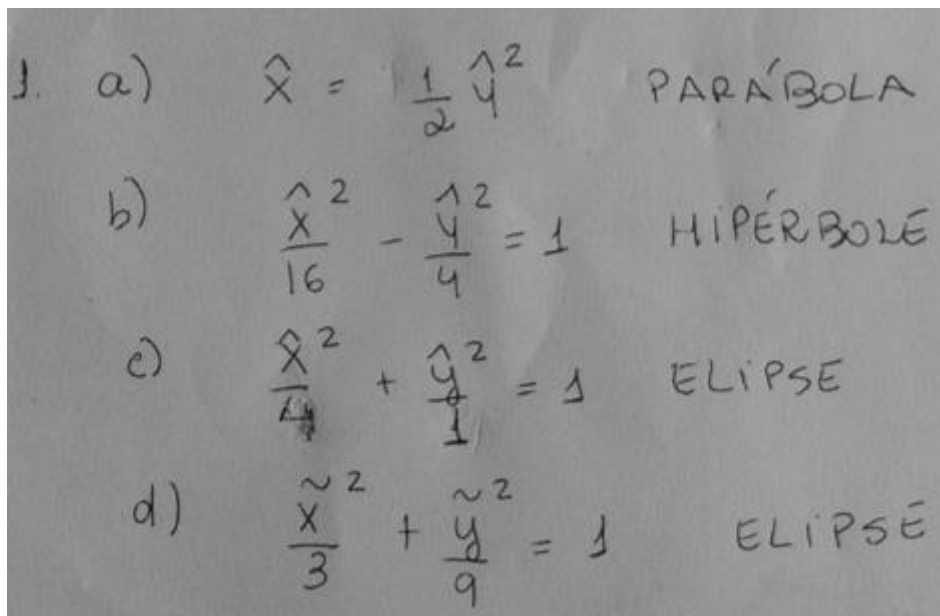 1. a) x̂ = 1/2 ŷ² PARÁBOLA
b) x̂²/16 - ŷ²/4 = 1 HIPÉRBOLE
c) x̂²/4 + ŷ²/1 = 1 ELIPSE
d) x̃²/3 + ỹ²/9 = 1 ELIPSE